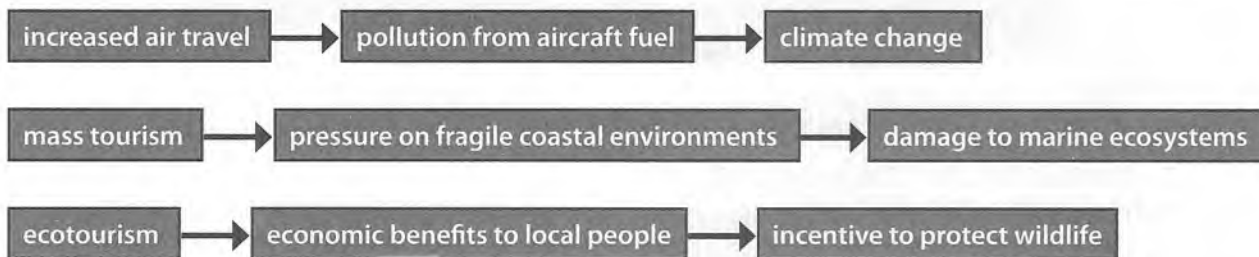 increased air travel pollution from aircraft fuel climate change
mass tourism pressure on fragile coastal environments damage to marine ecosystems
ecotourism economic benefits to local people incentive to protect wildlife